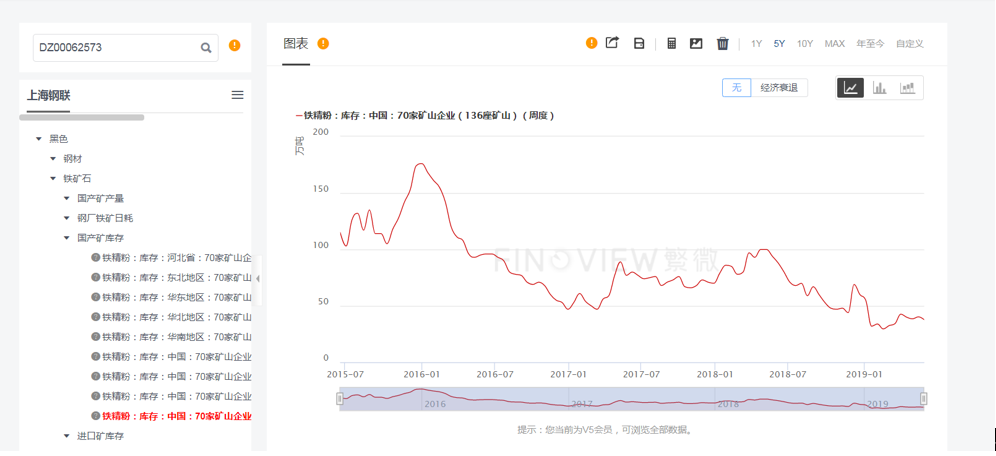 DZ00062573
上海钢联
黑色
钢材
铁矿石
国产矿产量
钢厂铁矿日耗
国产矿库存
铁精粉：库存：河北省：70家矿山企
铁精粉：库存：东北地区：70家矿山
铁精粉：库存：华东地区：70家矿山
铁精粉：库存：华北地区：70家矿山
铁精粉：库存：华南地区：70家矿山
铁精粉：库存：中国：70家矿山企业
铁精粉：库存：中国：70家矿山企业
铁精粉：库存：中国：70家矿山企业
铁精粉：库存：中国：70家矿山企业
进口矿库存
图表
1Y 5Y 10Y MAX 年至今 自定义
无 经济衰退
铁精粉：库存：中国：70家矿山企业（136座矿山）（周度）
万吨
200
150
100
50
0
FINOVIEW 繁微
2015-07 2016-01 2016-07 2017-01 2017-07 2018-01 2018-07 2019-01
2016 2017 2018 2019
提示：您当前为V5会员，可浏览全部数据。